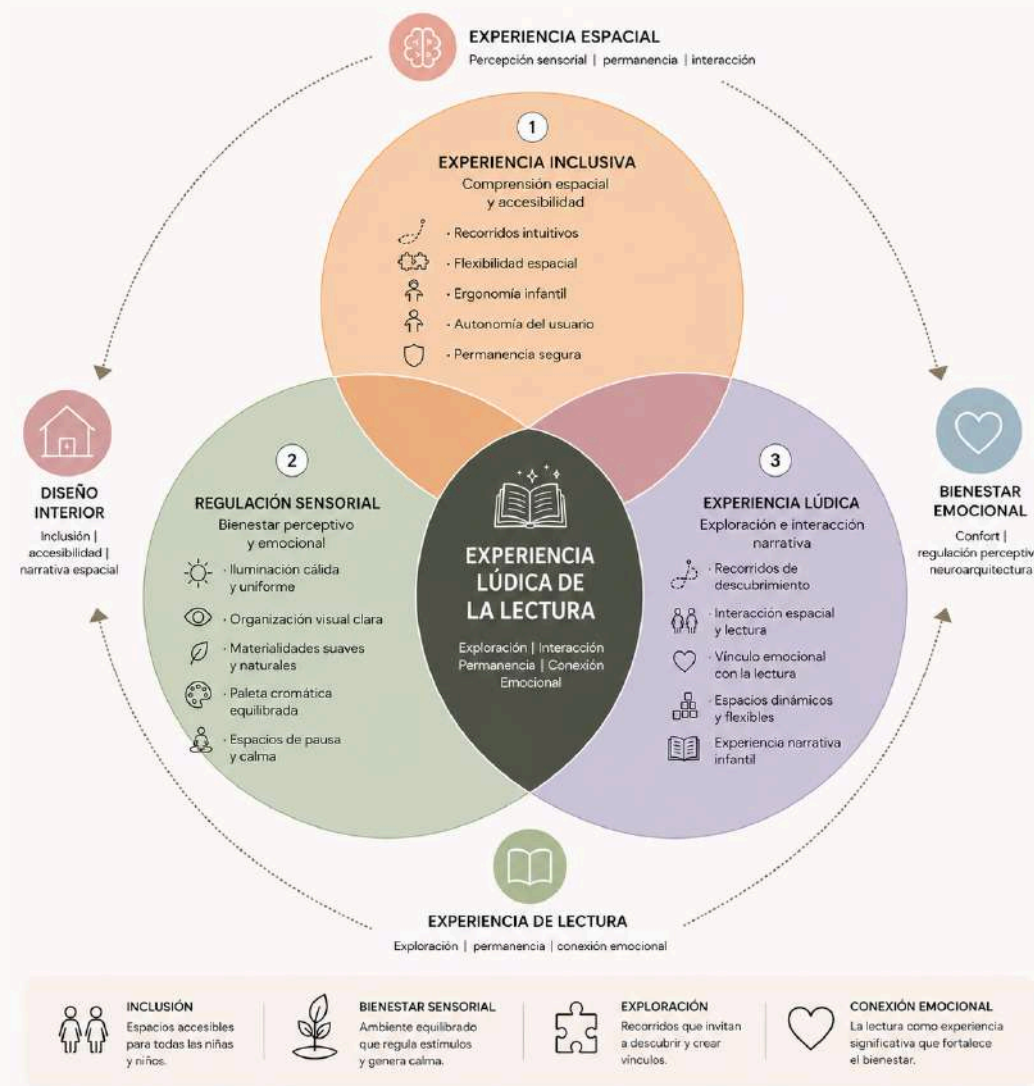 EXPERIENCIA ESPACIAL
Percepción sensorial | permanencia | interacción
1
EXPERIENCIA INCLUSIVA
Comprensión espacial
y accesibilidad
· Recorridos intuitivos
· Flexibilidad espacial
· Ergonomía infantil
· Autonomía del usuario
· Permanencia segura
DISEÑO
INTERIOR
Inclusión |
accesibilidad |
narrativa espacial
2
REGULACIÓN SENSORIAL
Bienestar perceptivo
y emocional
· Iluminación cálida
y uniforme
· Organización visual clara
· Materialidades suaves
y naturales
· Paleta cromática
equilibrada
· Espacios de pausa
y calma
EXPERIENCIA
LÚDICA DE
LA LECTURA
Exploración | Interacción
Permanencia | Conexión
Emocional
3
EXPERIENCIA LÚDICA
Exploración e interacción
narrativa
· Recorridos de
descubrimiento
· Interacción espacial
y lectura
· Vínculo emocional
con la lectura
· Espacios dinámicos
y flexibles
Experiencia narrativa
infantil
BIENESTAR
EMOCIONAL
Confort |
regulación perceptiv
neuroarquitectura
EXPERIENCIA DE LECTURA
Exploración | permanencia | conexión emocional
INCLUSIÓN
Espacios accesibles
para todas las niñas
y niños.
BIENESTAR SENSORIAL
Ambiente equilibrado
que regula estímulos
y genera calma.
EXPLORACIÓN
Recorridos que invitan
a descubrir y crear
vínculos.
CONEXIÓN EMOCIONAL
La lectura como experiencia
significativa que fortalece
el bienestar.